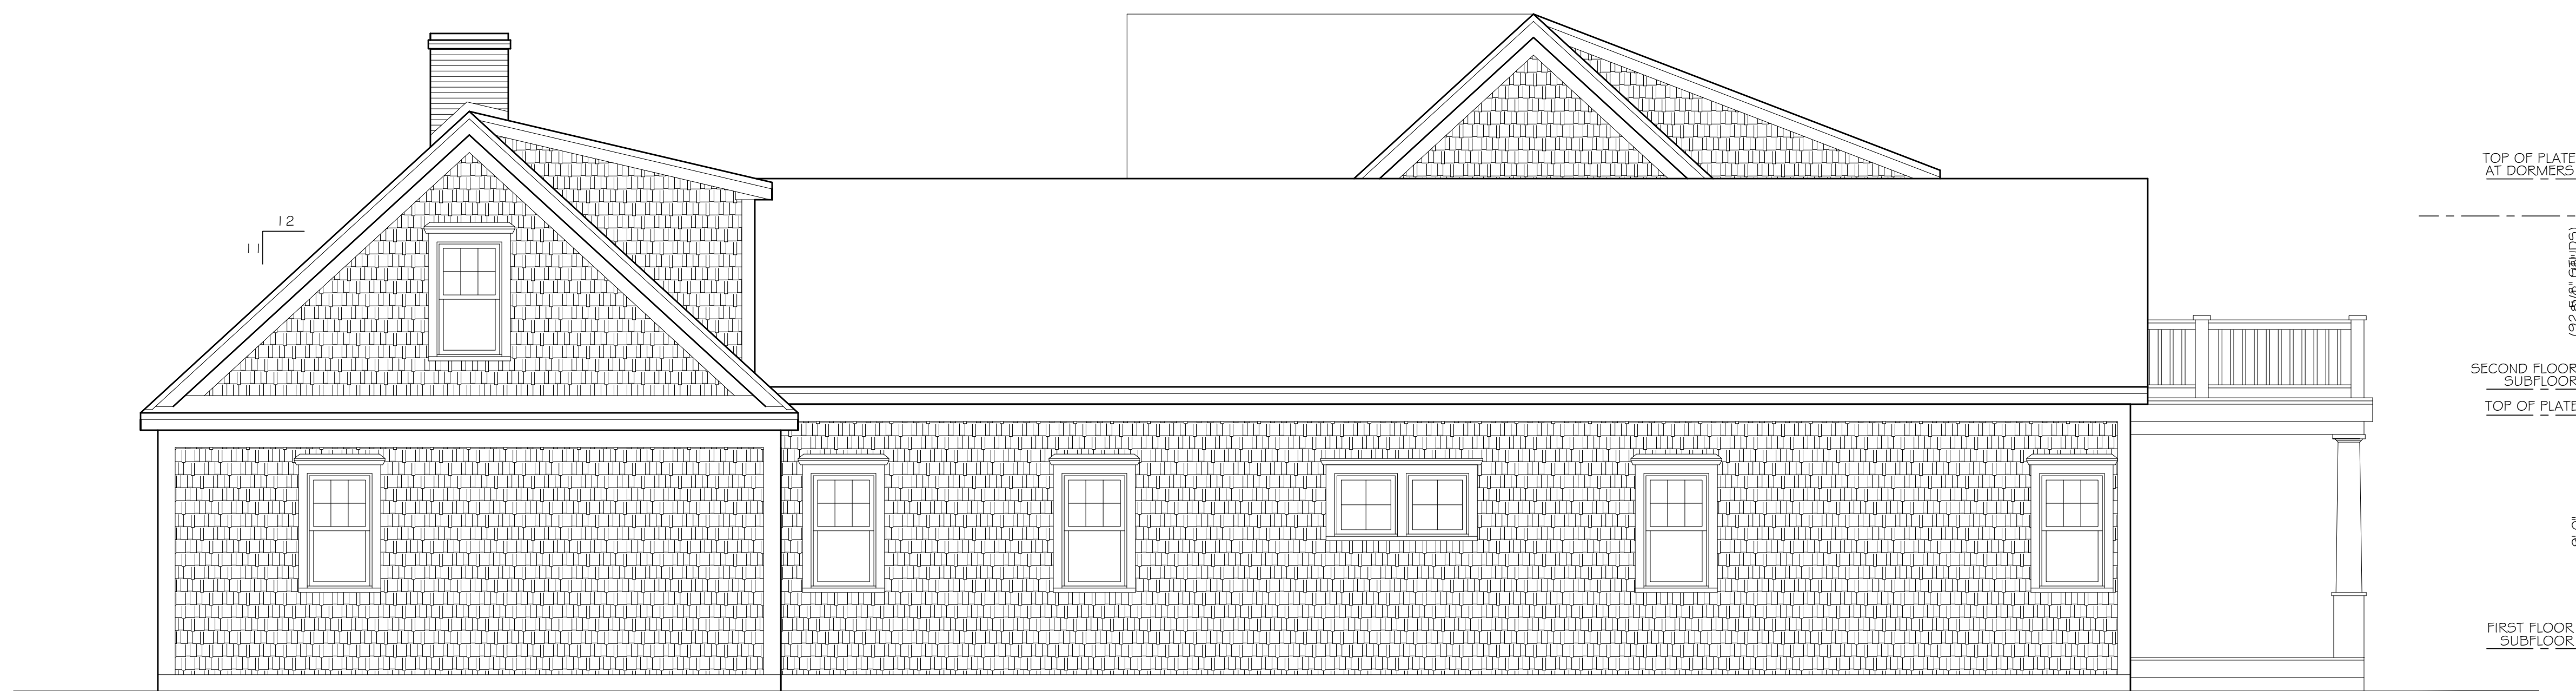 12
11
TOP OF PLATE
AT DORMERS
SECOND FLOOR
SUBFLOOR
TOP OF PLATE
FIRST FLOOR
SUBFLOOR